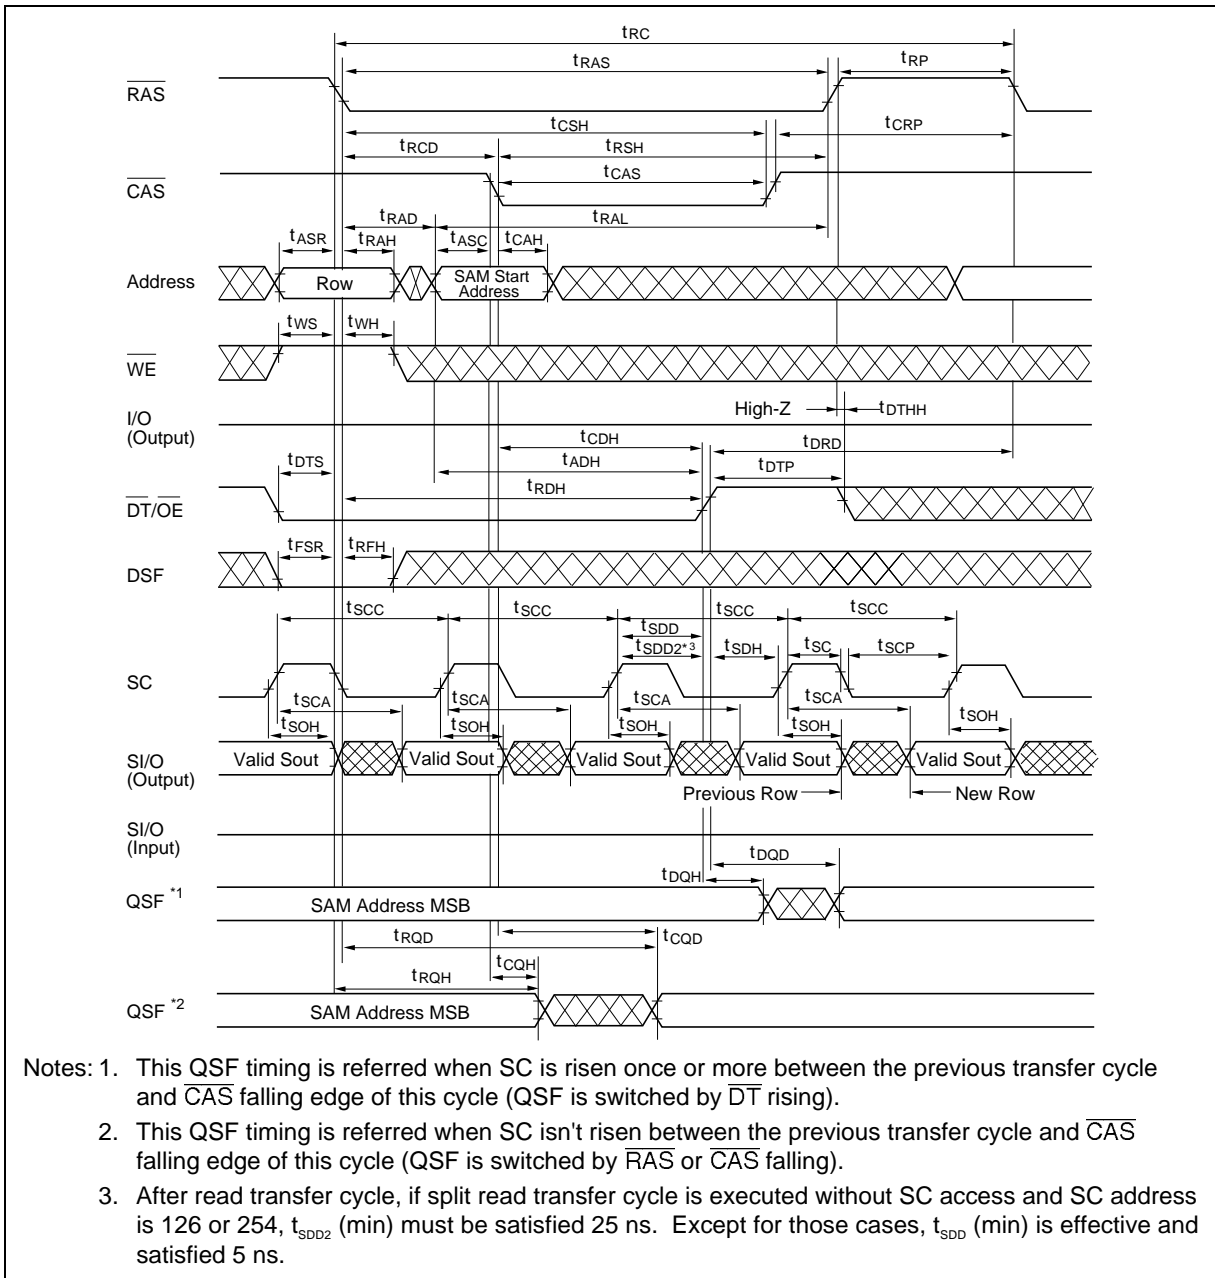 tRC
tRAS tRP
RAS
tCSH tCRP
tRCD tRSH
CAS tCAS
tRAD tRAL
tASR tRAH tASC tCAH
Address Row SAM Start
Address
tWS tWH
WE
I/O High-Z tDTHH
(Output)
tCDH tDRD
tDTS tADH tDTP
tRDH
DT/OE
tFSR tRFH
DSF
tSCC tSCC tSCC tSCC
tSDD
tSDD2*3 tSDH tSC tSCP
SC
tSCA tSCA tSCA tSCA
tSOH tSOH tSOH tSOH tSOH
SI/O Valid Sout Valid Sout Valid Sout Valid Sout Valid Sout
(Output)
Previous Row New Row
SI/O
(Input)
tDQD
tDQH
QSF *1 SAM Address MSB
tRQD tCQD
tCQH
tRQH
QSF *2 SAM Address MSB
Notes: 1. This QSF timing is referred when SC is risen once or more between the previous transfer cycle
and CAS falling edge of this cycle (QSF is switched by DT rising).
2. This QSF timing is referred when SC isn't risen between the previous transfer cycle and CAS
falling edge of this cycle (QSF is switched by RAS or CAS falling).
3. After read transfer cycle, if split read transfer cycle is executed without SC access and SC address
is 126 or 254, tSDD2 (min) must be satisfied 25 ns. Except for those cases, tSDD (min) is effective and
satisfied 5 ns.